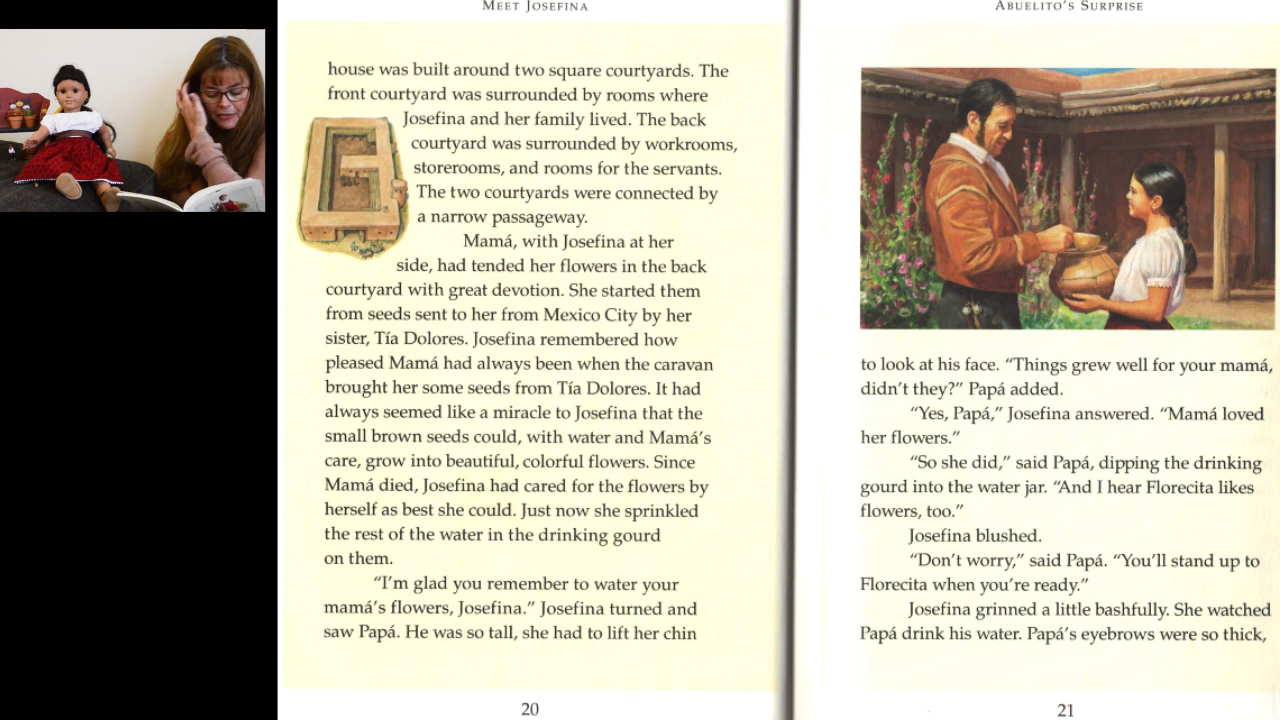 MEET JOSEFINA
house was built around two square courtyards. The
front courtyard was surrounded by rooms where
Josefina and her family lived. The back
courtyard was surrounded by workrooms,
storerooms, and rooms for the servants.
The two courtyards were connected by
a narrow passageway.
Mamá, with Josefina at her
side, had tended her flowers in the back
courtyard with great devotion. She started them
from seeds sent to her from Mexico City by her
sister, Tía Dolores. Josefina remembered how
pleased Mamá had always been when the caravan
brought her some seeds from Tía Dolores. It had
always seemed like a miracle to Josefina that the
small brown seeds could, with water and Mamá's
care, grow into beautiful, colorful flowers. Since
Mamá died, Josefina had cared for the flowers by
herself as best she could. Just now she sprinkled
the rest of the water in the drinking gourd
on them.
“I'm glad you remember to water your
mamá's flowers, Josefina.” Josefina turned and
saw Papá. He was so tall, she had to lift her chin
20
ABUELITO'S SURPRISE
to look at his face. “Things grew well for your mamá,
didn't they?” Papá added.
“Yes, Papá,” Josefina answered. “Mamá loved
her flowers.”
“So she did,” said Papá, dipping the drinking
gourd into the water jar. “And I hear Florecita likes
flowers, too.”
Josefina blushed.
“Don't worry,” said Papá. “You'll stand up to
Florecita when you're ready.”
Josefina grinned a little bashfully. She watched
Papá drink his water. Papá's eyebrows were so thick,
21